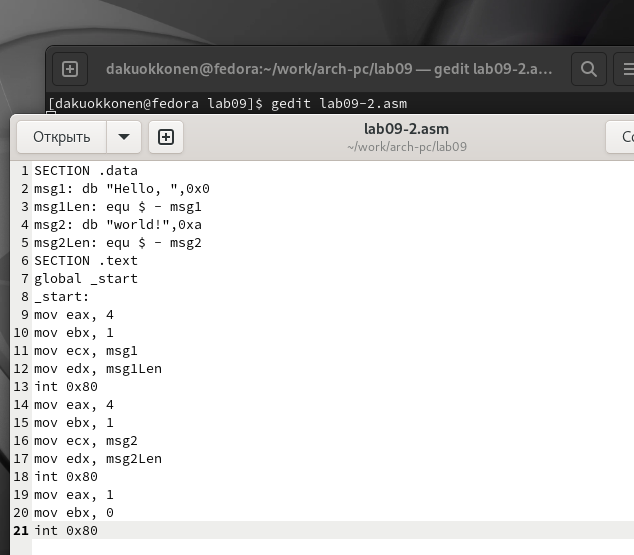 dakuokkonen@fedora:~/work/arch-pc/lab09 — gedit lab09-2.a...
[dakuokkonen@fedora lab09]$ gedit lab09-2.asm
Открыть
lab09-2.asm
~/work/arch-pc/lab09
1 SECTION .data
2 msg1: db "Hello, ",0x0
3 msg1Len: equ $ - msg1
4 msg2: db "world!",0xa
5 msg2Len: equ $ - msg2
6 SECTION .text
7 global _start
8 _start:
9 mov eax, 4
10 mov ebx, 1
11 mov ecx, msg1
12 mov edx, msg1Len
13 int 0x80
14 mov eax, 4
15 mov ebx, 1
16 mov ecx, msg2
17 mov edx, msg2Len
18 int 0x80
19 mov eax, 1
20 mov ebx, 0
21 int 0x80